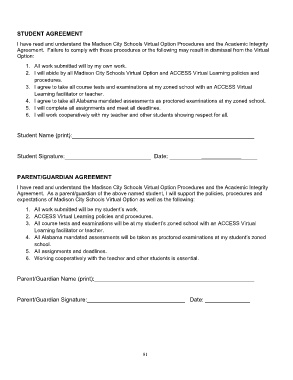 STUDENT AGREEMENT
I have read and understand the Madison City Schools Virtual Option Procedures and the Academic Integrity
Agreement. Failure to comply with those procedures or the following may result in dismissal from the Virtual
Option:
1. All work submitted will by my own work.
2. I will abide by all Madison City Schools Virtual Option and ACCESS Virtual Learning policies and
procedures.
3. I agree to take all course tests and examinations at my zoned school with an ACCESS Virtual
Learning facilitator or teacher.
4. I agree to take all Alabama mandated assessments as proctored examinations at my zoned school.
5. I will complete all assignments and meet all deadlines.
6. I will work cooperatively with my teacher and other students showing respect for all.
Student Name (print):
Student Signature: Date:
PARENT/GUARDIAN AGREEMENT
I have read and understand the Madison City Schools Virtual Option Procedures and the Academic Integrity
Agreement. As a parent/guardian of the above named student, I will support the policies, procedures and
expectations of Madison City Virtual Option as well as the following:
1. All work submitted will be my student's work.
2. ACCESS Virtual Learning policies and procedures.
3. All course tests and examinations will be at my student's zoned school with an ACCESS Virtual
Learning facilitator or teacher.
4. All Alabama mandated assessments will be taken as proctored examinations at my student's zoned
school.
5. All assignments and deadlines.
6. Working cooperatively with the teacher and other students is essential.
Parent/Guardian Name (print):
Parent/Guardian Signature: Date: